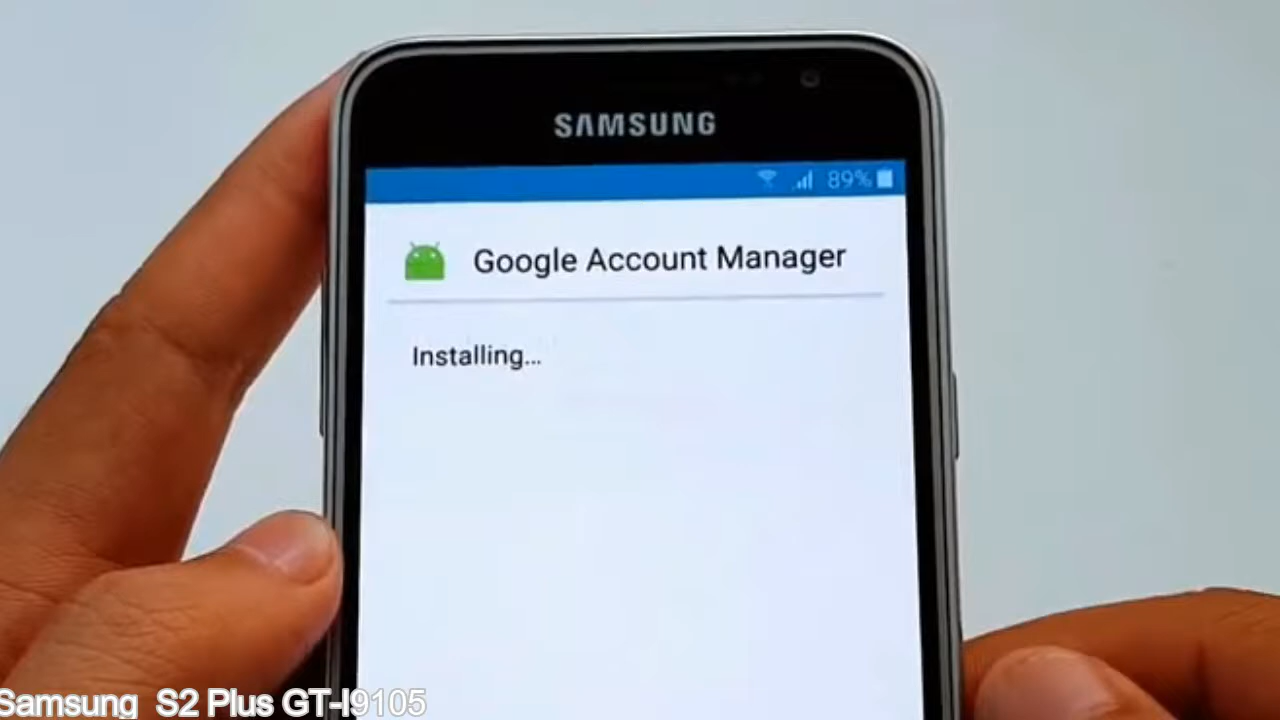 SAMSUNG
89%
Google Account Manager
Installing...
Samsung S2 Plus GT-I9105